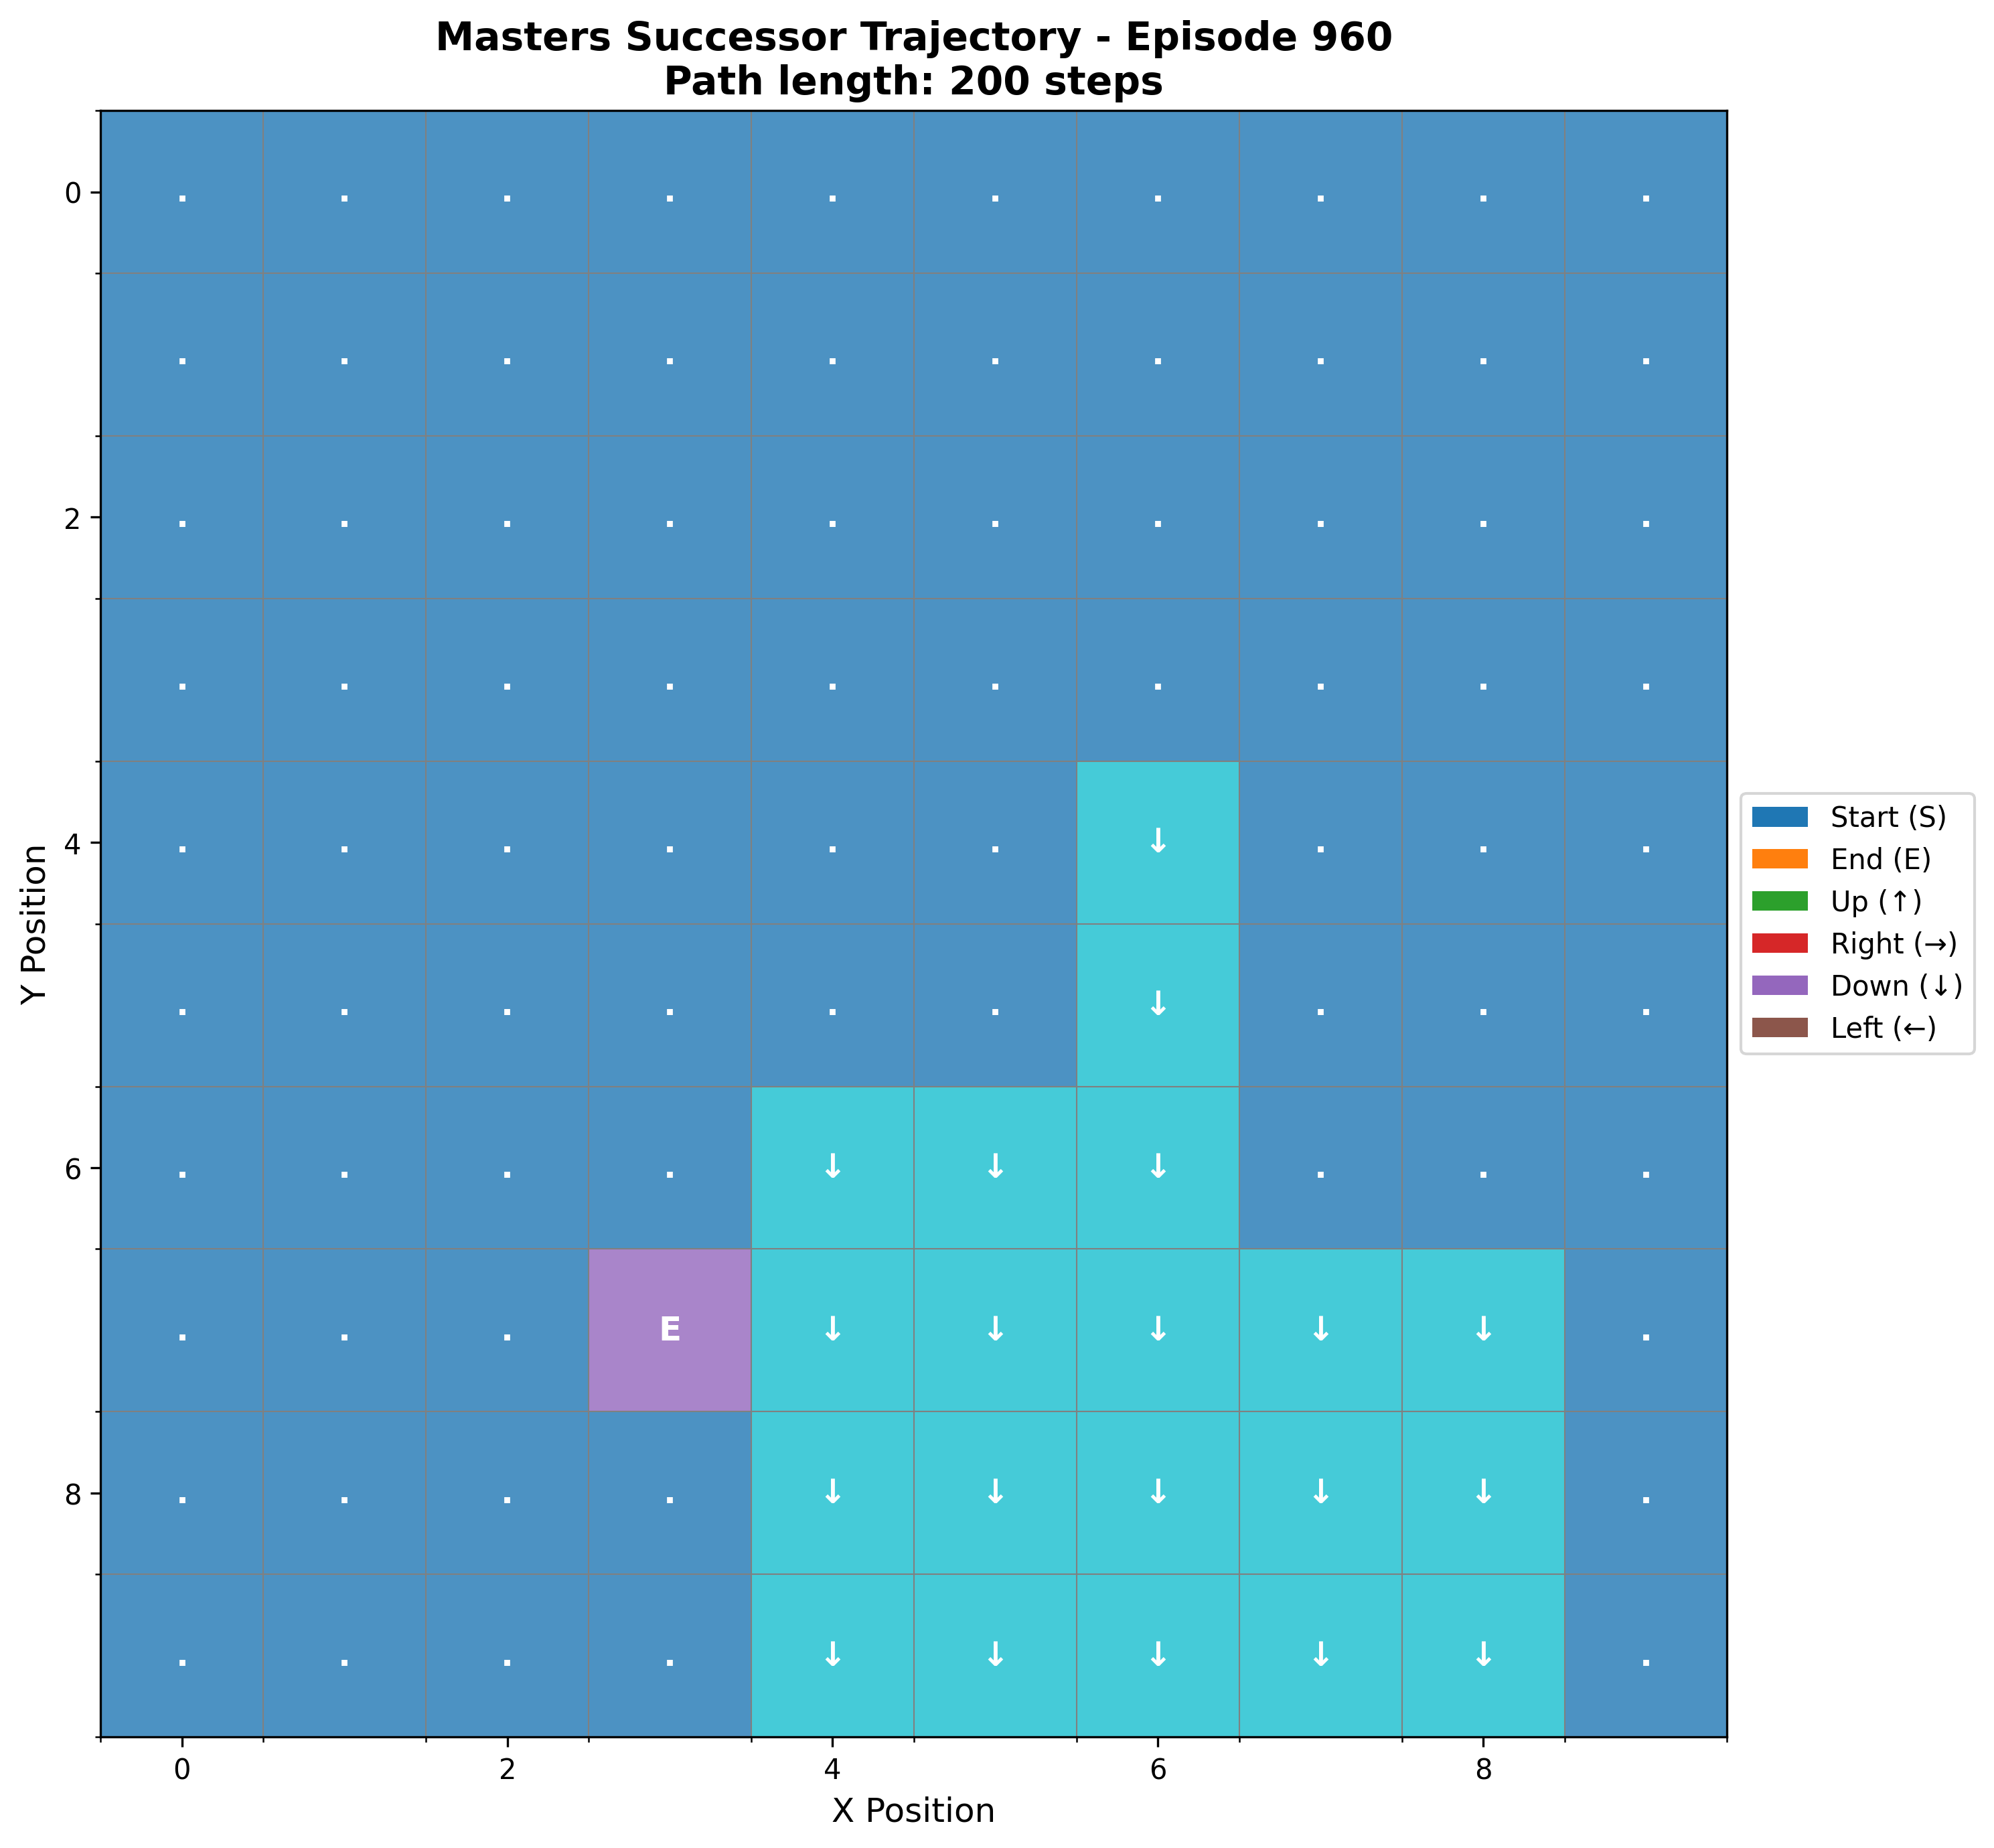 Masters Successor Trajectory - Episode 960
Path length: 200 steps
0
. . . . . . . . . .
. . . . . . . . . .
2
. . . . . . . . . .
. . . . . . . . . .
4
. . . . . . ↓ . . .
. . . . . . ↓ . . .
6
. . . . ↓ ↓ ↓ . . .
. . . E ↓ ↓ ↓ ↓ ↓ .
8
. . . . ↓ ↓ ↓ ↓ ↓ .
. . . . ↓ ↓ ↓ ↓ ↓ .
Y Position
0 2 4 6 8
X Position
Start (S)
End (E)
Up (↑)
Right (→)
Down (↓)
Left (←)